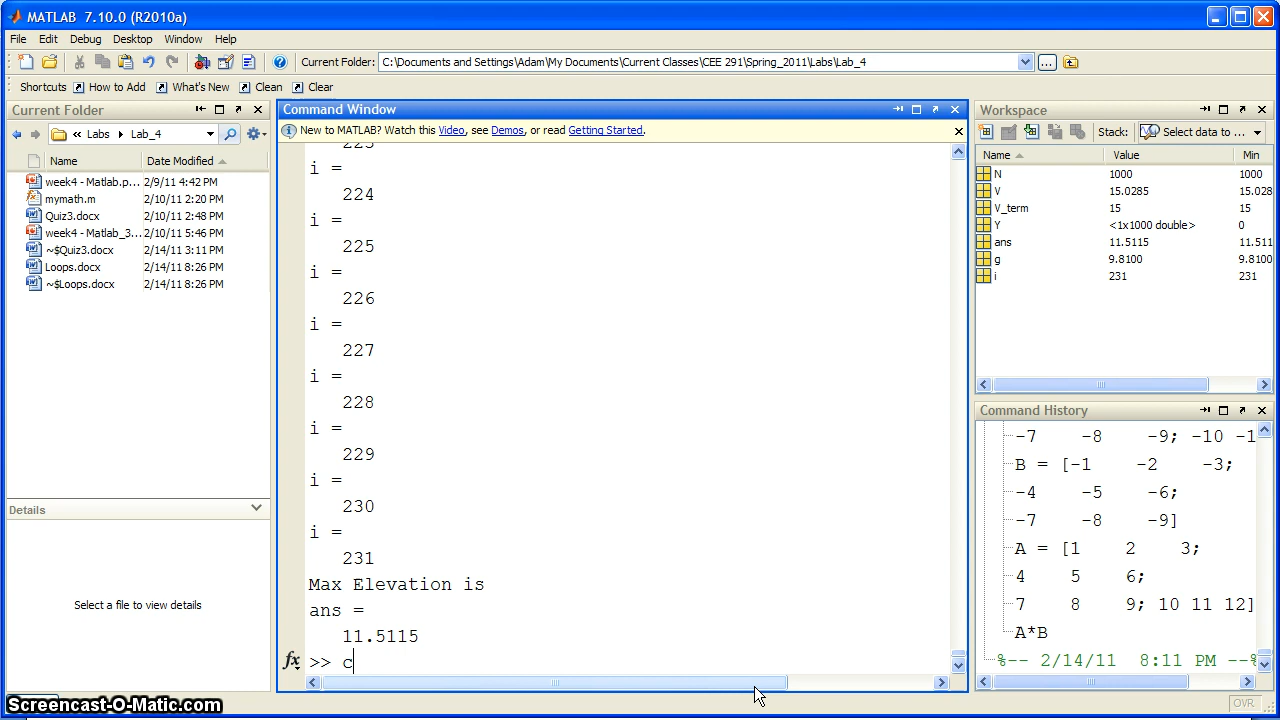 MATLAB 7.10.0 (R2010a)
File Edit Debug Desktop Window Help
Current Folder: C:\Documents and Settings\Adam\My Documents\Current Classes\CEE 291\Spring_2011\Labs\Lab_4
Shortcuts How to Add What's New Clean Clear
Current Folder
« Labs Lab_4
Name Date Modified
week4 - Matlab.p... 2/9/11 4:42 PM
mymath.m 2/10/11 2:20 PM
Quiz3.docx 2/10/11 2:48 PM
week4 - Matlab_3... 2/10/11 5:46 PM
~$Quiz3.docx 2/14/11 3:11 PM
Loops.docx 2/14/11 8:26 PM
~$Loops.docx 2/14/11 8:26 PM
Details
Select a file to view details
Command Window
New to MATLAB? Watch this Video, see Demos, or read Getting Started.
223
i =
224
i =
225
i =
226
i =
227
i =
228
i =
229
i =
230
i =
231
Max Elevation is
ans =
11.5115
fx >> c
Workspace
Stack: Select data to ...
Name Value Min
N 1000 1000
V 15.0285 15.028
V_term 15 15
Y <1x1000 double> 0
ans 11.5115 11.511
g 9.8100 9.8100
i 231 231
Command History
-7 -8 -9; -10 -1
B = [-1 -2 -3;
-4 -5 -6;
-7 -8 -9]
A = [1 2 3;
4 5 6;
7 8 9; 10 11 12]
A*B
%-- 2/14/11 8:11 PM --%
OVR
Screencast-O-Matic.com